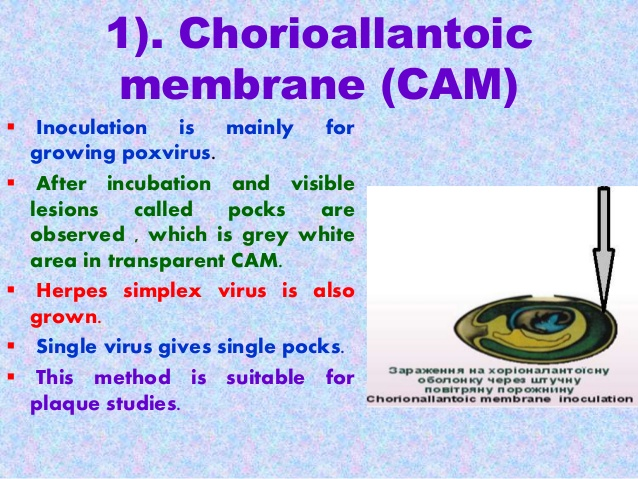 1). Chorioallantoic
membrane (CAM)
Inoculation is mainly for
growing poxvirus.
After incubation and visible
lesions called pocks are
observed , which is grey white
area in transparent CAM.
Herpes simplex virus is also
grown.
Single virus gives single pocks.
This method is suitable for
plaque studies.
Зараження на хоріоналантоїсну
оболонку через штучну
повітряну порожнину
Chorionallantoic membrane inoculation